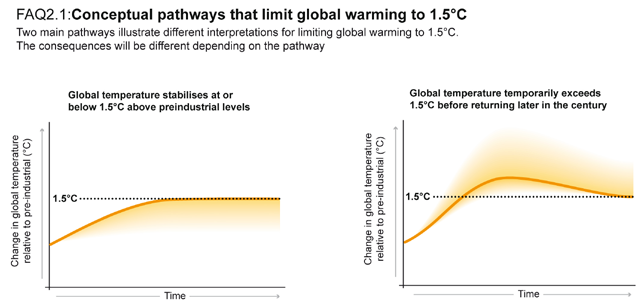 FAQ2.1:Conceptual pathways that limit global warming to 1.5°C
Two main pathways illustrate different interpretations for limiting global warming to 1.5°C.
The consequences will be different depending on the pathway
Global temperature stabilises at or
below 1.5°C above preindustrial levels
Change in global temperature
relative to pre-industrial (°C)
1.5°C
Time
Global temperature temporarily exceeds
1.5°C before returning later in the century
Change in global temperature
relative to pre-industrial (°C)
1.5°C
Time